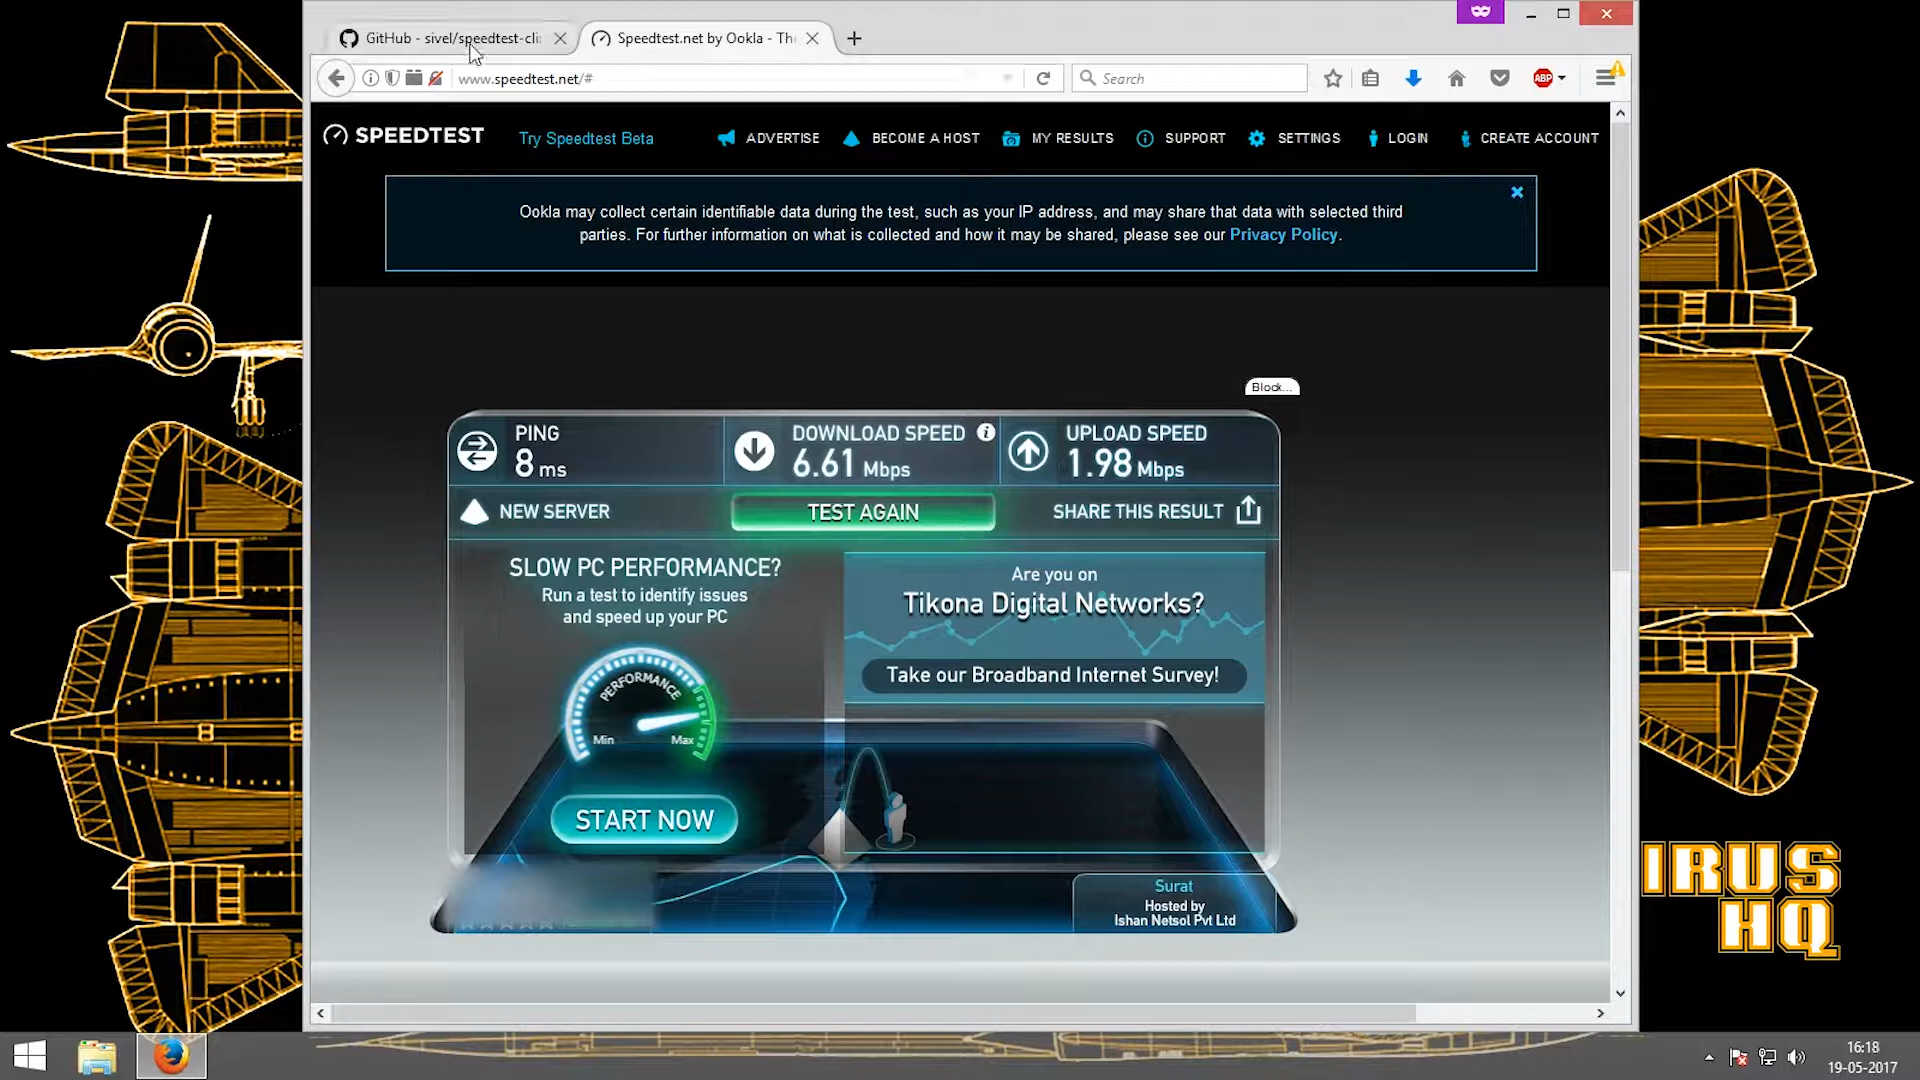 GitHub - sivel/speedtest-cli
Speedtest.net by Ookla - Th
www.speedtest.net/#
Search
ABP
SPEEDTEST
Try Speedtest Beta
ADVERTISE
BECOME A HOST
MY RESULTS
SUPPORT
SETTINGS
LOGIN
CREATE ACCOUNT
Ookla may collect certain identifiable data during the test, such as your IP address, and may share that data with selected third
parties. For further information on what is collected and how it may be shared, please see our Privacy Policy.
Block...
PING
8 ms
DOWNLOAD SPEED
6.61 Mbps
UPLOAD SPEED
1.98 Mbps
NEW SERVER
TEST AGAIN
SHARE THIS RESULT
SLOW PC PERFORMANCE?
Run a test to identify issues
and speed up your PC
PERFORMANCE
Min
Max
START NOW
Are you on
Tikona Digital Networks?
Take our Broadband Internet Survey!
Surat
Hosted by
Ishan Netsol Pvt Ltd
IRUS
HQ
16:18
19-05-2017